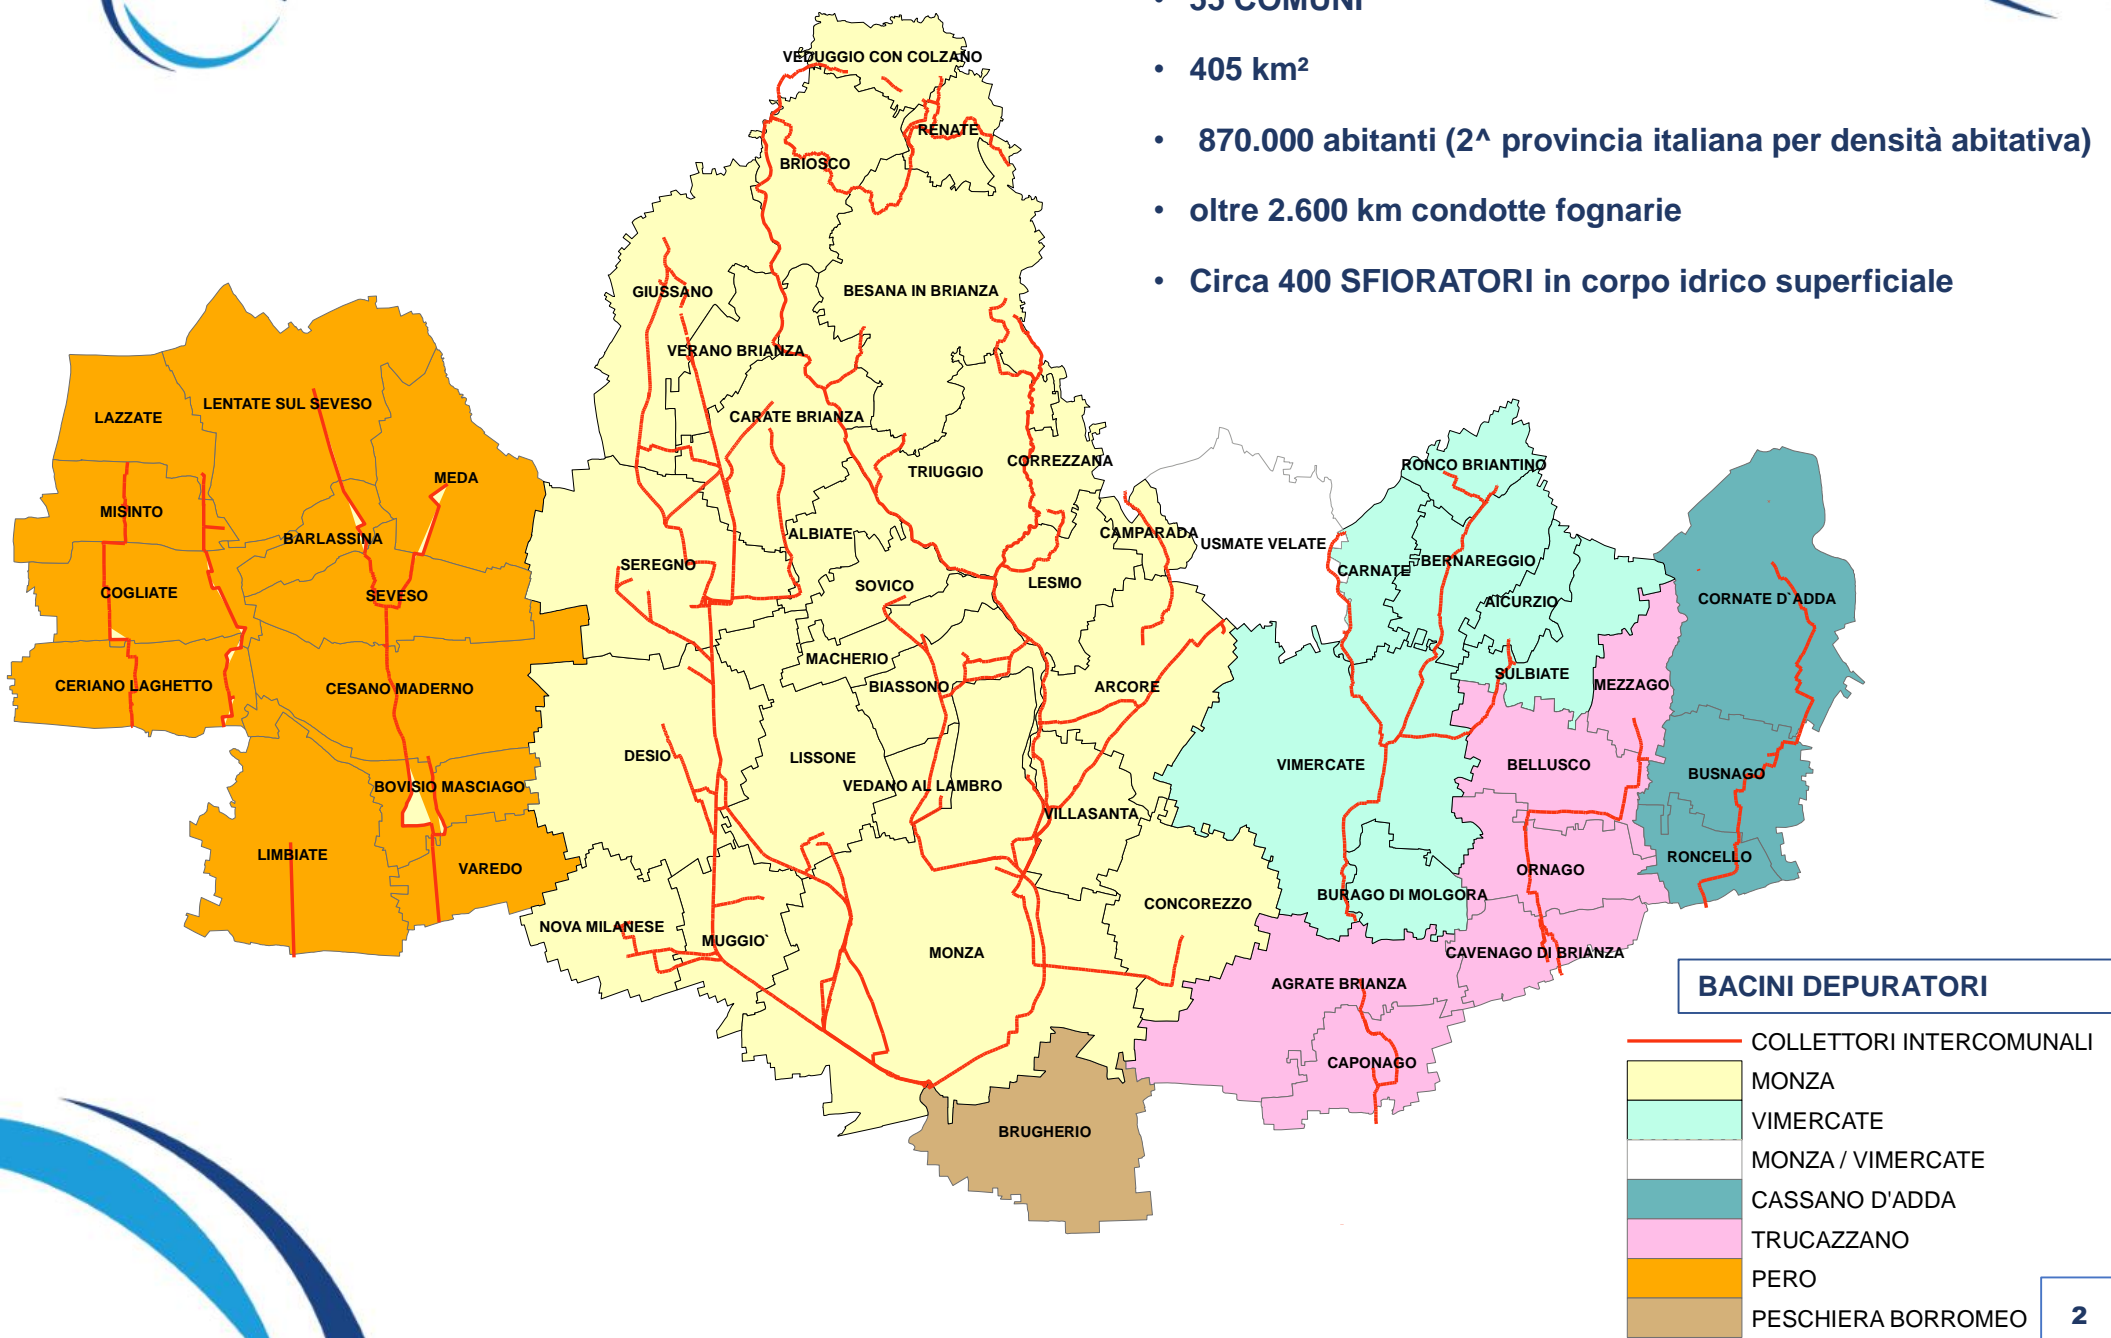 • 55 COMUNI
• 405 km²
• 870.000 abitanti (2^ provincia italiana per densità abitativa)
• oltre 2.600 km condotte fognarie
• Circa 400 SFIORATORI in corpo idrico superficiale
VEDUGGIO CON COLZANO
RENATE
BRIOSCO
GIUSSANO
BESANA IN BRIANZA
VERANO BRIANZA
LAZZATE
LENTATE SUL SEVESO
CARATE BRIANZA
MEDA
TRIUGGIO
CORREZZANA
RONCO BRIANTINO
MISINTO
BARLASSINA
ALBIATE
CAMPARADA
USMATE VELATE
SEREGNO
BERNAREGGIO
CARNATE
COGLIATE
SEVESO
SOVICO
LESMO
AICURZIO
CORNATE D`ADDA
MACHERIO
SULBIATE
CERIANO LAGHETTO
CESANO MADERNO
BIASSONO
ARCORE
MEZZAGO
DESIO
LISSONE
VIMERCATE
BELLUSCO
BUSNAGO
BOVISIO MASCIAGO
VEDANO AL LAMBRO
VILLASANTA
LIMBIATE
VAREDO
RONCELLO
ORNAGO
BURAGO DI MOLGORA
CONCOREZZO
NOVA MILANESE
MUGGIO`
MONZA
CAVENAGO DI BRIANZA
AGRATE BRIANZA
CAPONAGO
BRUGHERIO
BACINI DEPURATORI
COLLETTORI INTERCOMUNALI
MONZA
VIMERCATE
MONZA / VIMERCATE
CASSANO D'ADDA
TRUCAZZANO
PERO
PESCHIERA BORROMEO
2